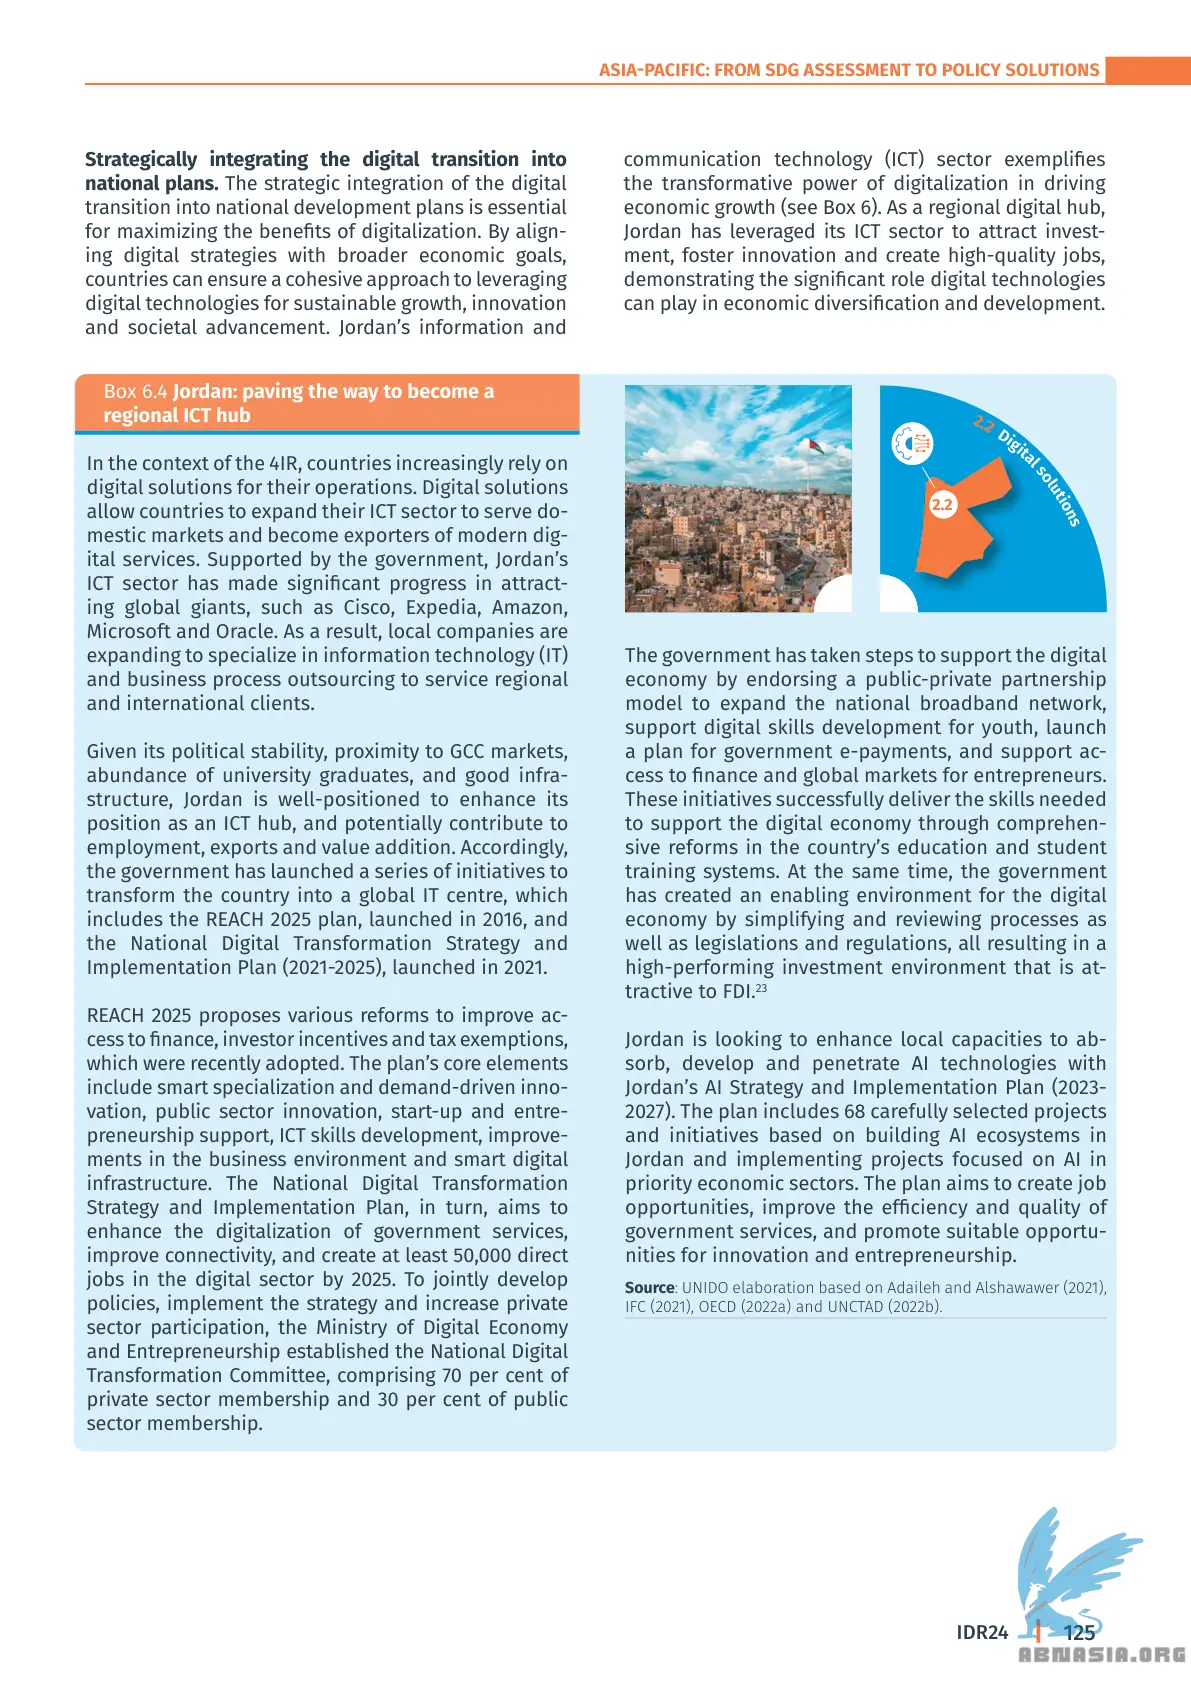 ASIA-PACIFIC: FROM SDG ASSESSMENT TO POLICY SOLUTIONS
Strategically integrating the digital transition into
national plans. The strategic integration of the digital
transition into national development plans is essential
for maximizing the benefits of digitalization. By align-
ing digital strategies with broader economic goals,
countries can ensure a cohesive approach to leveraging
digital technologies for sustainable growth, innovation
and societal advancement. Jordan’s information and
communication technology (ICT) sector exemplifies
the transformative power of digitalization in driving
economic growth (see Box 6). As a regional digital hub,
Jordan has leveraged its ICT sector to attract invest-
ment, foster innovation and create high-quality jobs,
demonstrating the significant role digital technologies
can play in economic diversification and development.
Box 6.4 Jordan: paving the way to become a
regional ICT hub
In the context of the 4IR, countries increasingly rely on
digital solutions for their operations. Digital solutions
allow countries to expand their ICT sector to serve do-
mestic markets and become exporters of modern dig-
ital services. Supported by the government, Jordan’s
ICT sector has made significant progress in attract-
ing global giants, such as Cisco, Expedia, Amazon,
Microsoft and Oracle. As a result, local companies are
expanding to specialize in information technology (IT)
and business process outsourcing to service regional
and international clients.
Given its political stability, proximity to GCC markets,
abundance of university graduates, and good infra-
structure, Jordan is well-positioned to enhance its
position as an ICT hub, and potentially contribute to
employment, exports and value addition. Accordingly,
the government has launched a series of initiatives to
transform the country into a global IT centre, which
includes the REACH 2025 plan, launched in 2016, and
the National Digital Transformation Strategy and
Implementation Plan (2021-2025), launched in 2021.
REACH 2025 proposes various reforms to improve ac-
cess to finance, investor incentives and tax exemptions,
which were recently adopted. The plan’s core elements
include smart specialization and demand-driven inno-
vation, public sector innovation, start-up and entre-
preneurship support, ICT skills development, improve-
ments in the business environment and smart digital
infrastructure. The National Digital Transformation
Strategy and Implementation Plan, in turn, aims to
enhance the digitalization of government services,
improve connectivity, and create at least 50,000 direct
jobs in the digital sector by 2025. To jointly develop
policies, implement the strategy and increase private
sector participation, the Ministry of Digital Economy
and Entrepreneurship established the National Digital
Transformation Committee, comprising 70 per cent of
private sector membership and 30 per cent of public
sector membership.
2.2 Digital solutions
2.2
The government has taken steps to support the digital
economy by endorsing a public-private partnership
model to expand the national broadband network,
support digital skills development for youth, launch
a plan for government e-payments, and support ac-
cess to finance and global markets for entrepreneurs.
These initiatives successfully deliver the skills needed
to support the digital economy through comprehen-
sive reforms in the country’s education and student
training systems. At the same time, the government
has created an enabling environment for the digital
economy by simplifying and reviewing processes as
well as legislations and regulations, all resulting in a
high-performing investment environment that is at-
tractive to FDI.23
Jordan is looking to enhance local capacities to ab-
sorb, develop and penetrate AI technologies with
Jordan’s AI Strategy and Implementation Plan (2023-
2027). The plan includes 68 carefully selected projects
and initiatives based on building AI ecosystems in
Jordan and implementing projects focused on AI in
priority economic sectors. The plan aims to create job
opportunities, improve the efficiency and quality of
government services, and promote suitable opportu-
nities for innovation and entrepreneurship.
Source: UNIDO elaboration based on Adaileh and Alshawawer (2021),
IFC (2021), OECD (2022a) and UNCTAD (2022b).
IDR24 | 125
ABNASIA.ORG